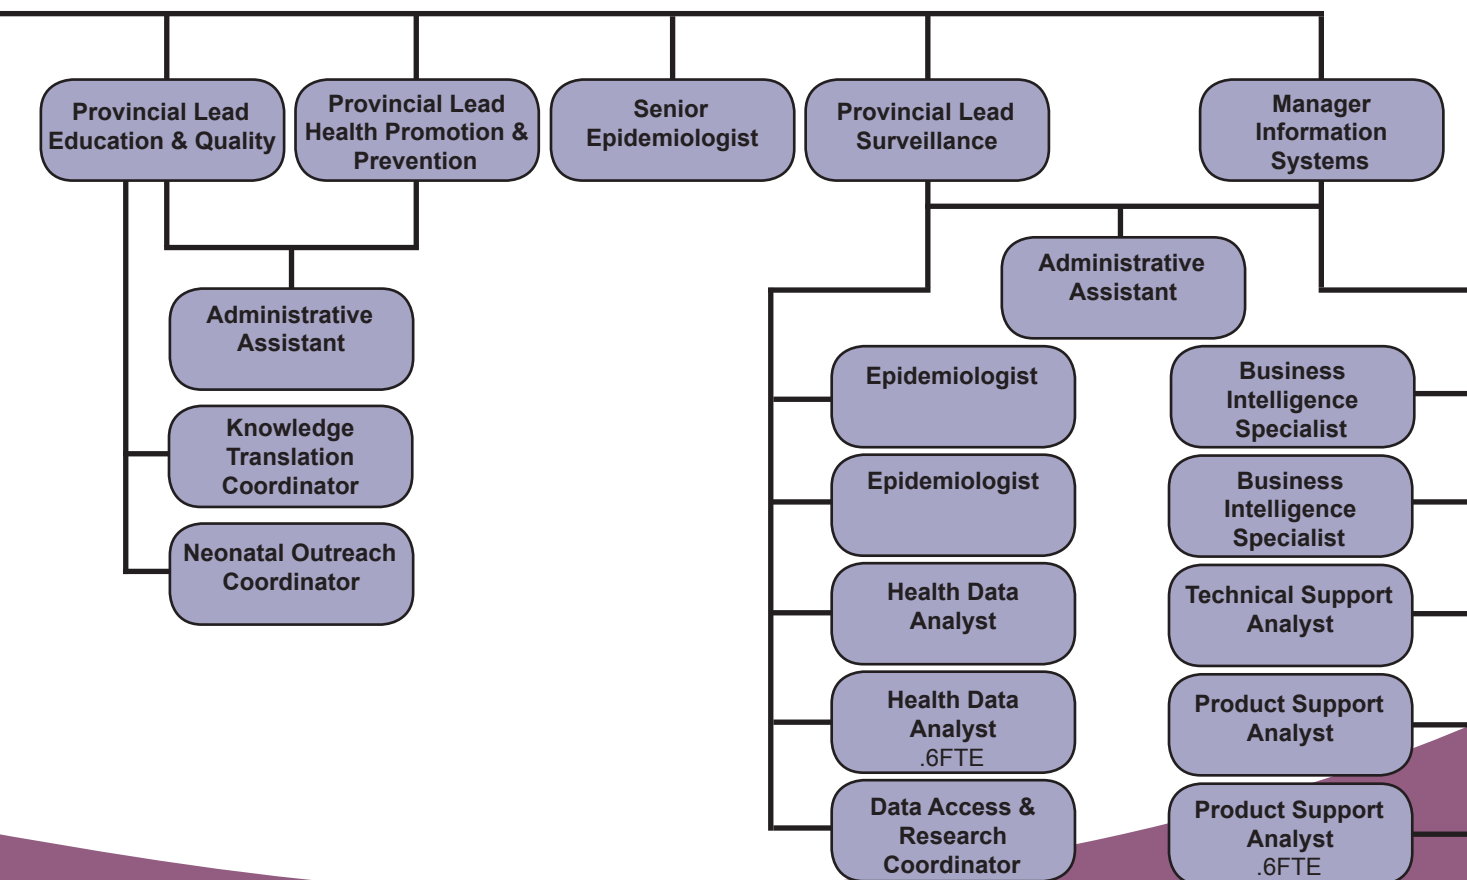 Provincial Lead
Education & Quality
Provincial Lead
Health Promotion &
Prevention
Senior
Epidemiologist
Provincial Lead
Surveillance
Manager
Information
Systems
Administrative
Assistant
Knowledge
Translation
Coordinator
Neonatal Outreach
Coordinator
Administrative
Assistant
Epidemiologist
Epidemiologist
Health Data
Analyst
Health Data
Analyst
.6FTE
Data Access &
Research
Coordinator
Business
Intelligence
Specialist
Business
Intelligence
Specialist
Technical Support
Analyst
Product Support
Analyst
Product Support
Analyst
.6FTE